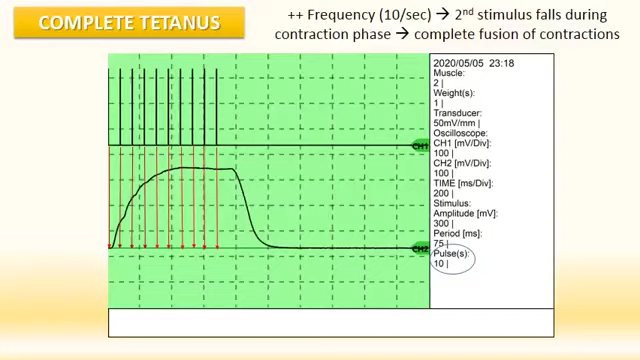 COMPLETE TETANUS
++ Frequency (10/sec) → 2nd stimulus falls during
contraction phase → complete fusion of contractions
2020/05/05 23:18
Muscle:
2 |
Weight(s):
1 |
Transducer:
50mV/mm |
Oscilloscope:
CH1 [mV/Div]:
100 |
CH2 [mV/Div]:
100 |
TIME [ms/Div]:
200 |
Stimulus:
Amplitude [mV]:
300 |
Period [ms]:
75 |
Pulse(s):
10 |
CH1
CH2